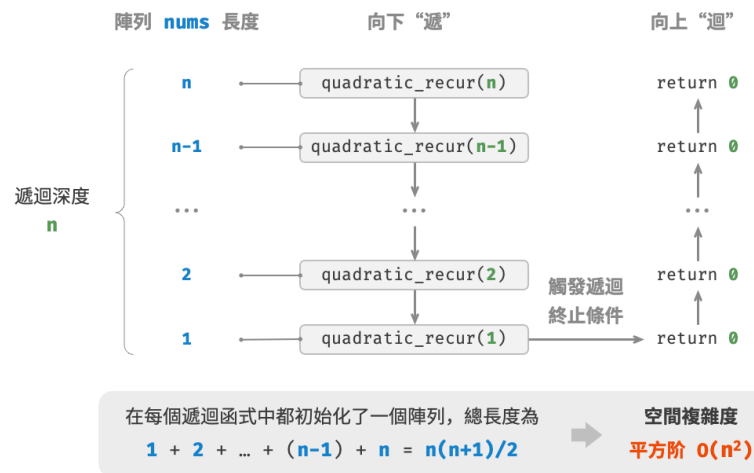 陣列 nums 長度 向下“遞” 向上“迴”
n quadratic_recur(n) return 0
n-1 quadratic_recur(n-1) return 0
遞迴深度
n
... ... ...
2 quadratic_recur(2) return 0
觸發遞迴
終止條件
1 quadratic_recur(1) return 0
在每個遞迴函式中都初始化了一個陣列，總長度為
1 + 2 + … + (n-1) + n = n(n+1)/2
空間複雜度
平方阶 O(n²)